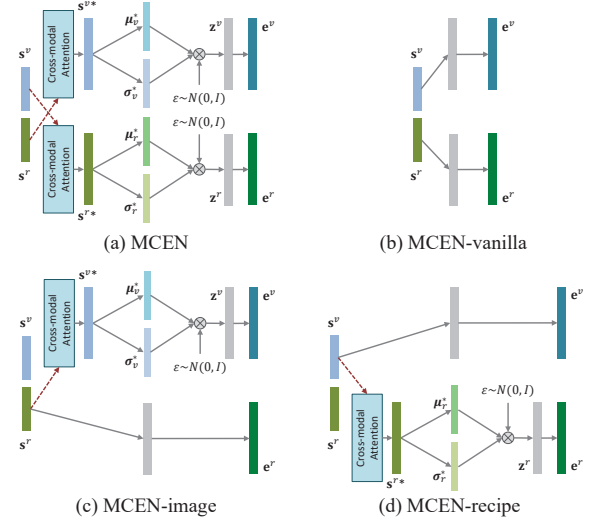 s^{v*} μ_v^* z^v e^v
s^v
Cross-modal Attention
σ_v^*
ε~N(0, I)
ε~N(0, I)
μ_r^*
Cross-modal Attention
s^r
s^{r*} σ_r^* z^r e^r
(a) MCEN
e^v
s^v
s^r
e^r
(b) MCEN-vanilla
s^{v*} μ_v^* z^v e^v
s^v
Cross-modal Attention
σ_v^*
ε~N(0, I)
s^r
e^r
(c) MCEN-image
e^v
s^v
s^r
Cross-modal Attention
μ_r^*
ε~N(0, I)
s^{r*} σ_r^* z^r e^r
(d) MCEN-recipe